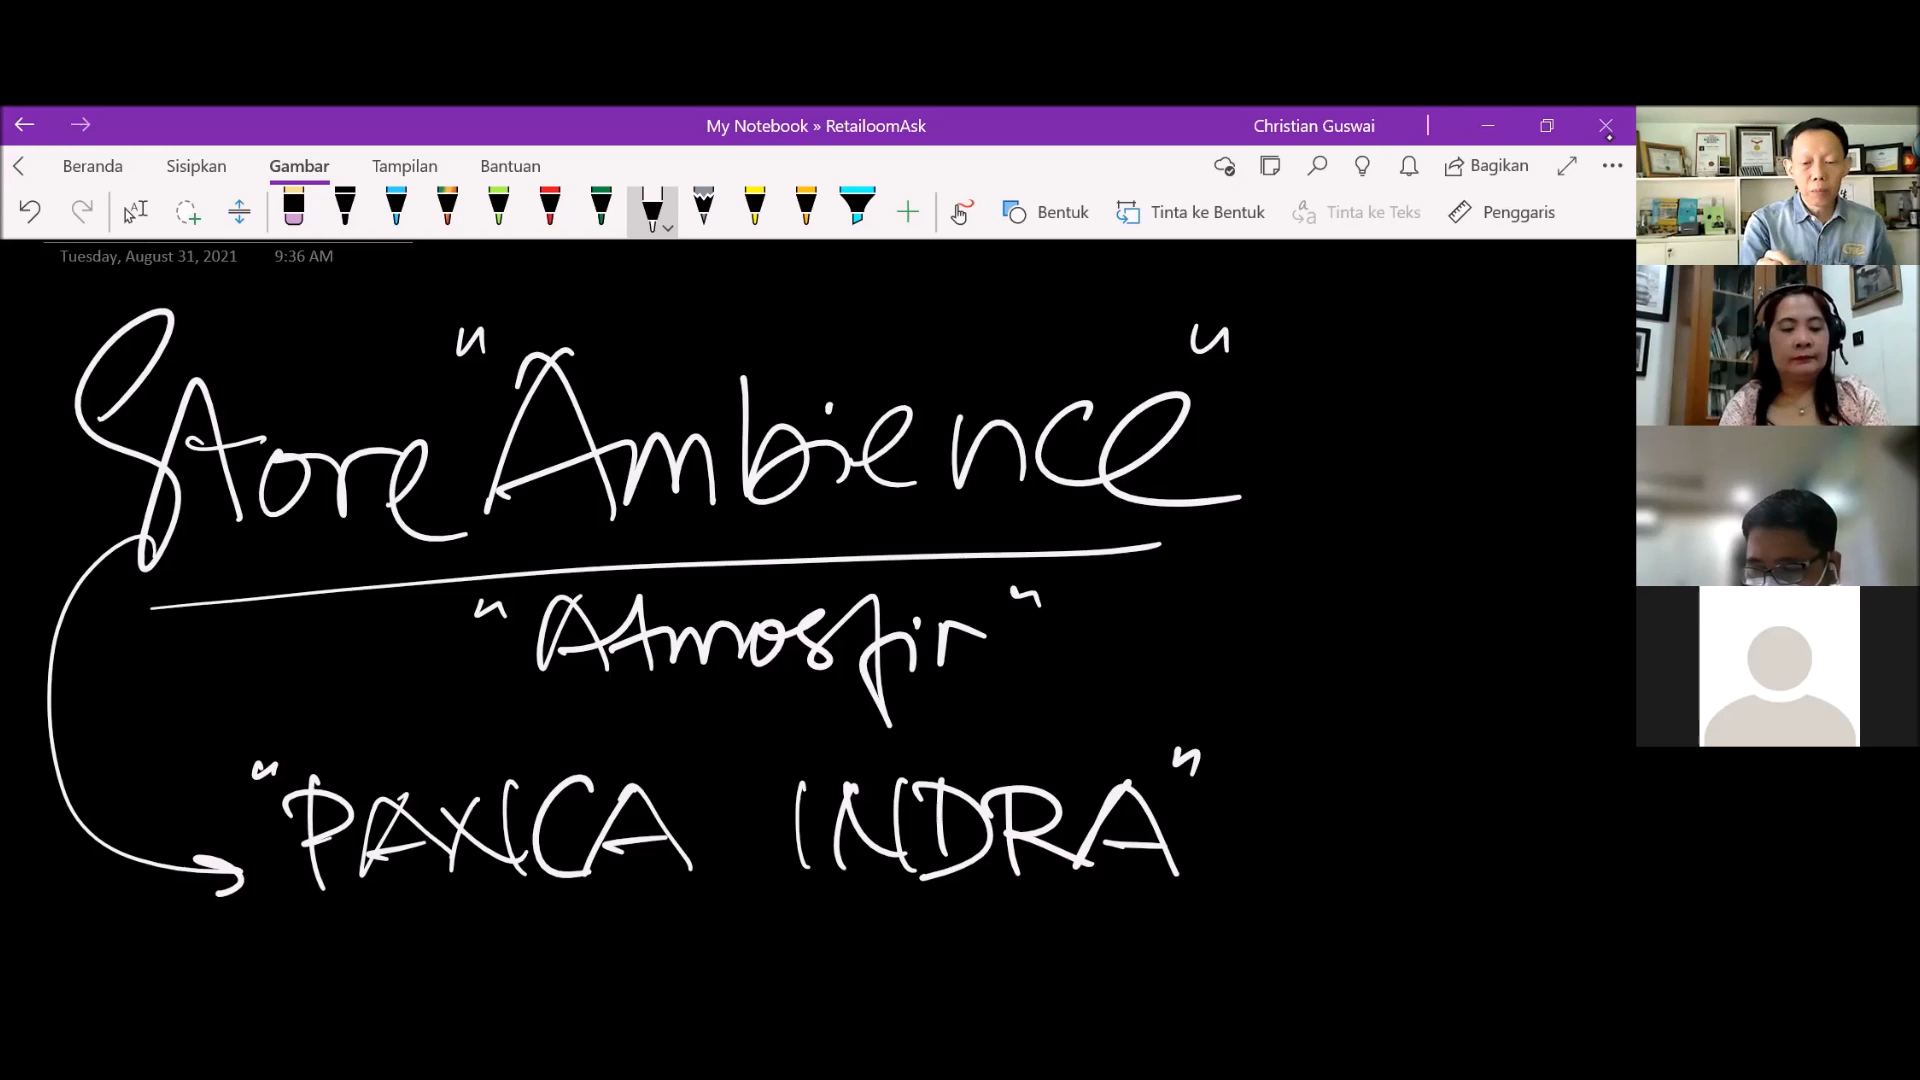 My Notebook » RetailoomAsk
Christian Guswai
Beranda Sisipkan Gambar Tampilan Bantuan Bagikan
Bentuk Tinta ke Bentuk Tinta ke Teks Penggaris
Tuesday, August 31, 2021 9:36 AM
Store "Ambience"
"Atmosfir"
"PANCA INDRA"